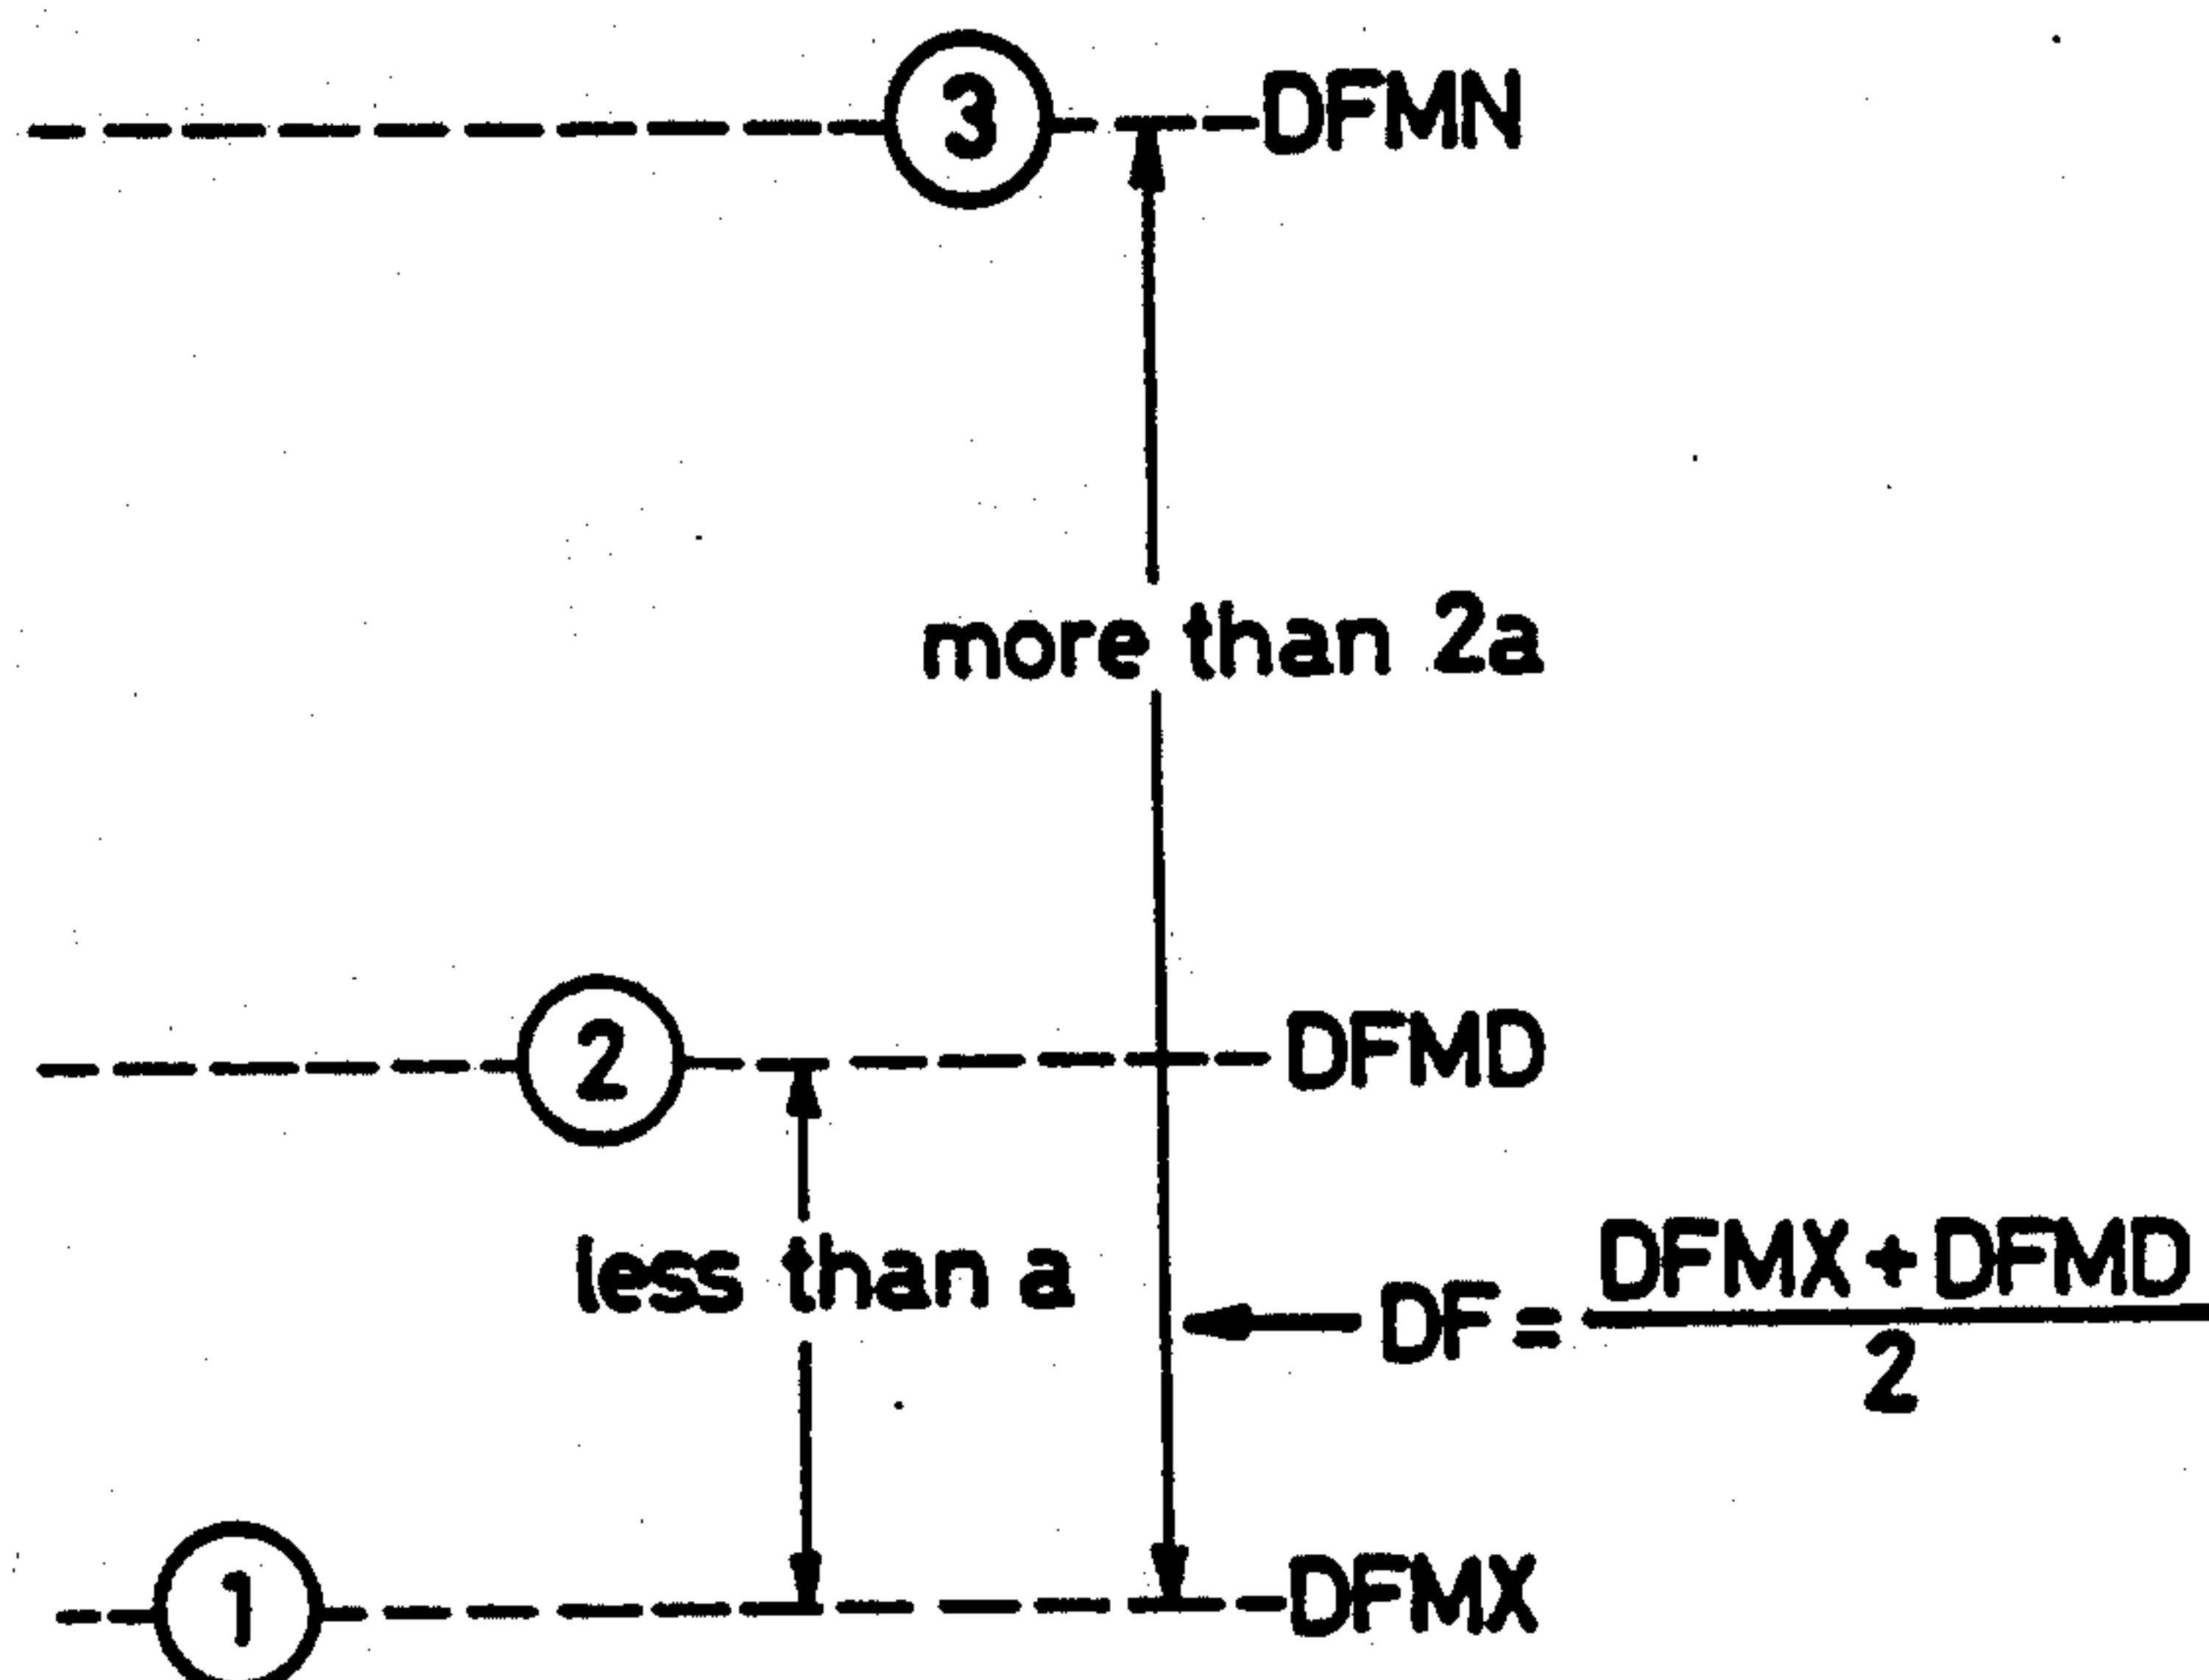 3 DFMN
more than 2a
2 DFMD
less than a
DF = DFMX + DFMD
2
1 DFMX